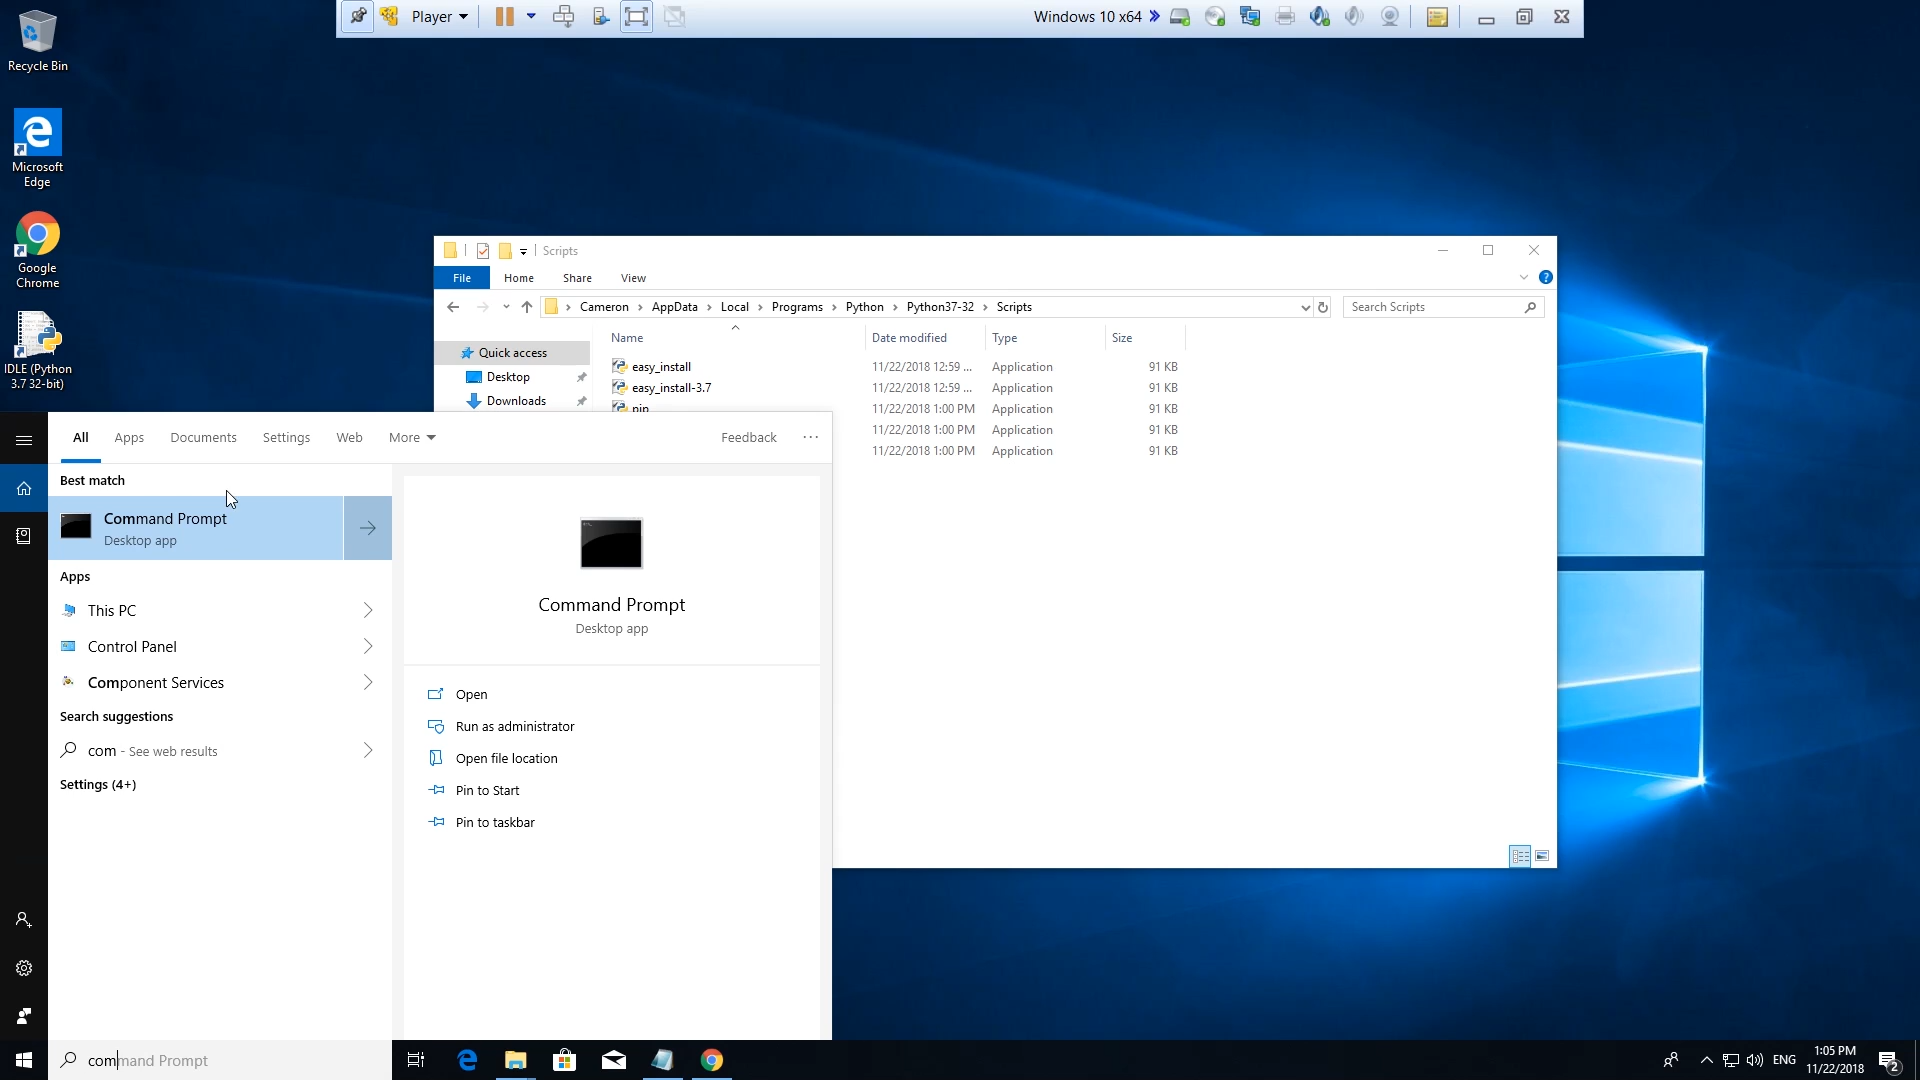 Player
Windows 10 x64
Recycle Bin
Microsoft
Edge
Google
Chrome
IDLE (Python
3.7 32-bit)
Scripts
File Home Share View
Cameron AppData Local Programs Python Python37-32 Scripts
Search Scripts
Name Date modified Type Size
Quick access
Desktop
Downloads
easy_install 11/22/2018 12:59 ... Application 91 KB
easy_install-3.7 11/22/2018 12:59 ... Application 91 KB
pip 11/22/2018 1:00 PM Application 91 KB
11/22/2018 1:00 PM Application 91 KB
11/22/2018 1:00 PM Application 91 KB
All Apps Documents Settings Web More Feedback ...
Best match
Command Prompt
Desktop app
Apps
This PC
Control Panel
Component Services
Search suggestions
com - See web results
Settings (4+)
Command Prompt
Desktop app
Open
Run as administrator
Open file location
Pin to Start
Pin to taskbar
command Prompt
ENG
1:05 PM
11/22/2018
2